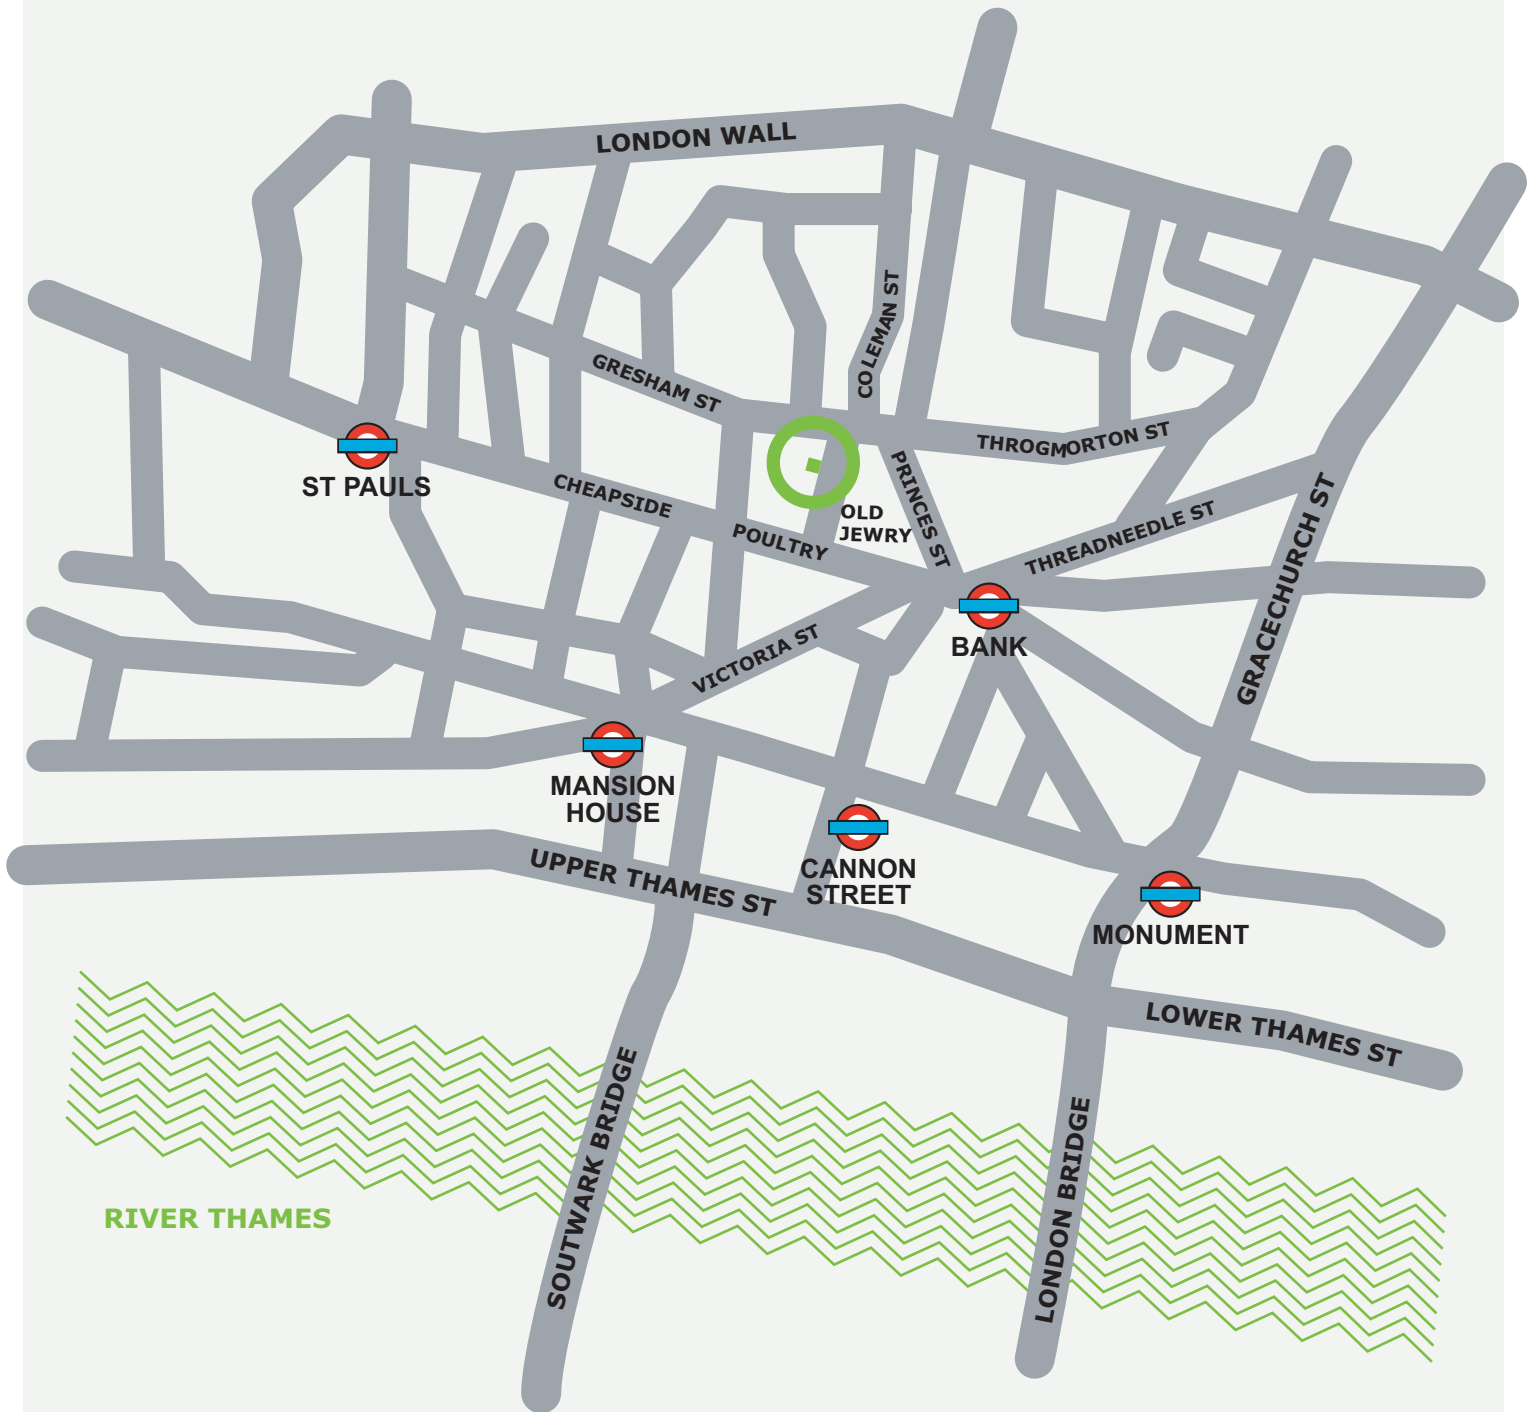 LONDON WALL
COLEMAN ST
GRESHAM ST
THROGMORTON ST
ST PAULS
CHEAPSIDE
PRINCES ST
OLD
JEWRY
POULTRY
THREADNEEDLE ST
GRACECHURCH ST
BANK
VICTORIA ST
MANSION
HOUSE
CANNON
STREET
UPPER THAMES ST
MONUMENT
LOWER THAMES ST
SOUTWARK BRIDGE
LONDON BRIDGE
RIVER THAMES